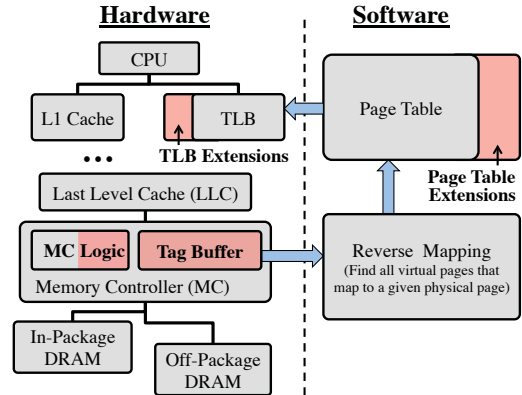 Hardware
Software
CPU
L1 Cache
TLB
TLB Extensions
Page Table
Page Table
Extensions
...
Last Level Cache (LLC)
MC Logic
Tag Buffer
Memory Controller (MC)
Reverse Mapping
(Find all virtual pages that
map to a given physical page)
In-Package
DRAM
Off-Package
DRAM